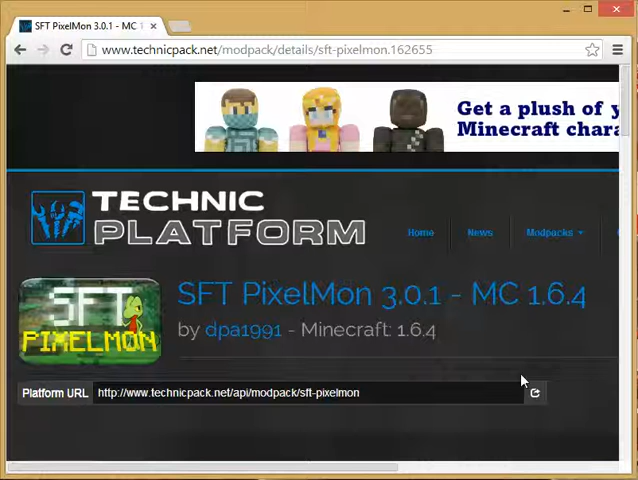 SFT PixelMon 3.0.1 - MC 1
www.technicpack.net/modpack/details/sft-pixelmon.162655
Get a plush of y
Minecraft chara
TECHNIC
PLATFORM
Home
News
Modpacks
SFT
PIXELMON
SFT PixelMon 3.0.1 - MC 1.6.4
by dpa1991 - Minecraft: 1.6.4
Platform URL
http://www.technicpack.net/api/modpack/sft-pixelmon